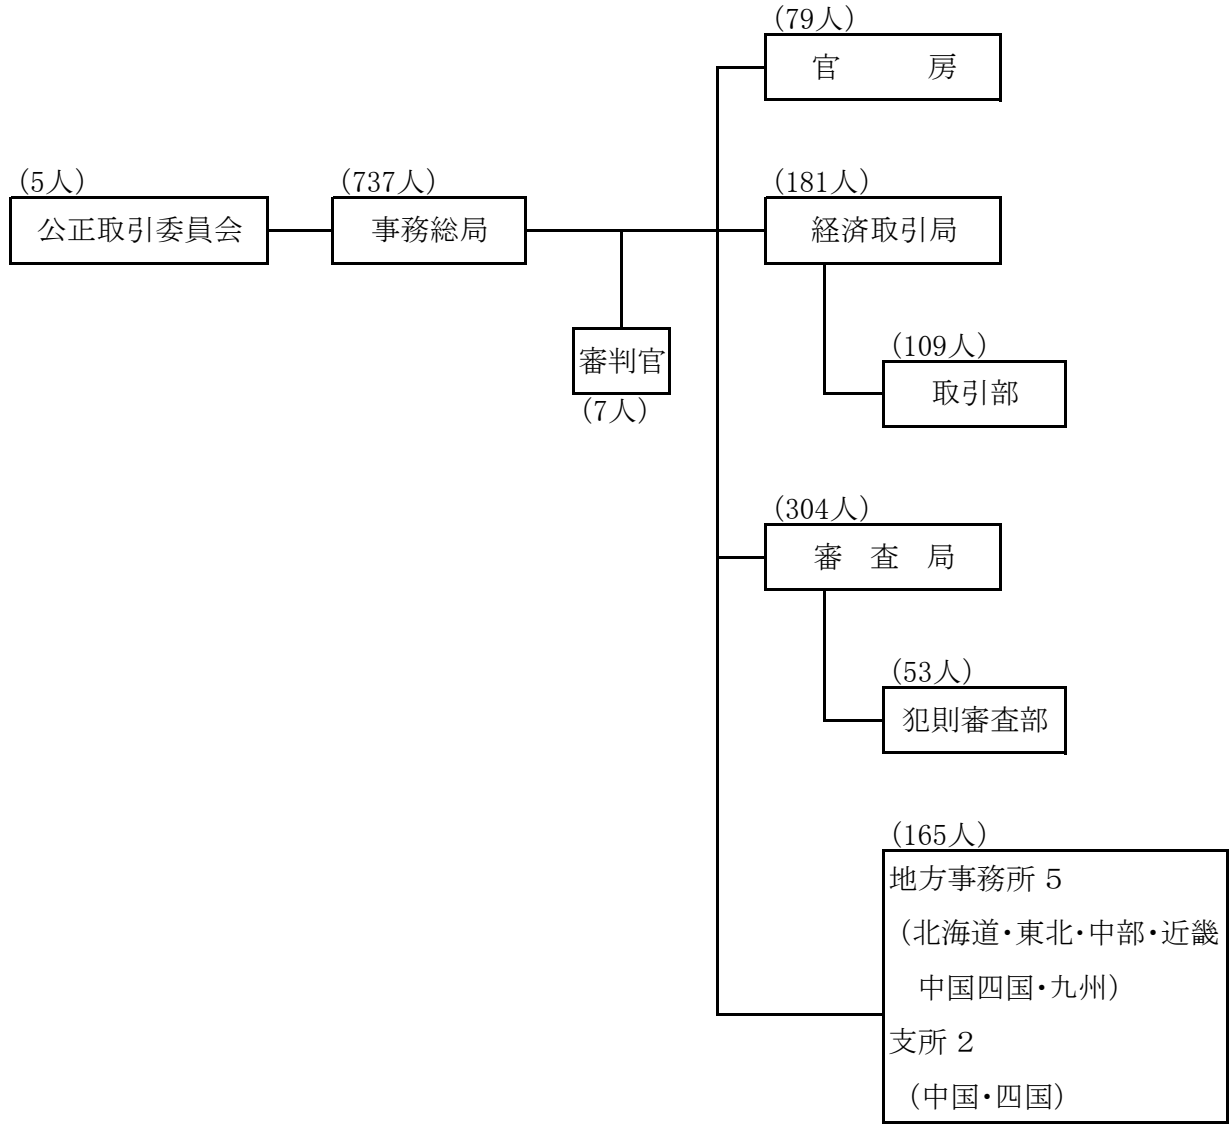 (79人)
官　　　房
(5人)
公正取引委員会
(737人)
事務総局
(181人)
経済取引局
審判官
(7人)
(109人)
取引部
(304人)
審　査　局
(53人)
犯則審査部
(165人)
地方事務所５
(北海道・東北・中部・近畿
中国四国・九州)
支所２
(中国・四国)